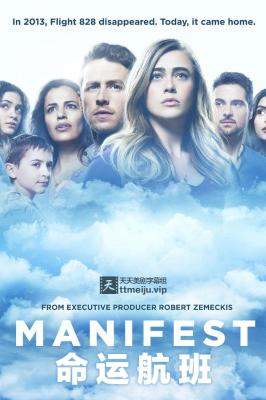 In 2013, Flight 828 disappeared. Today, it came home.
天
天天美剧字幕组
ttmeiju.vip
FROM EXECUTIVE PRODUCER ROBERT ZEMECKIS
MANIFEST
命运航班